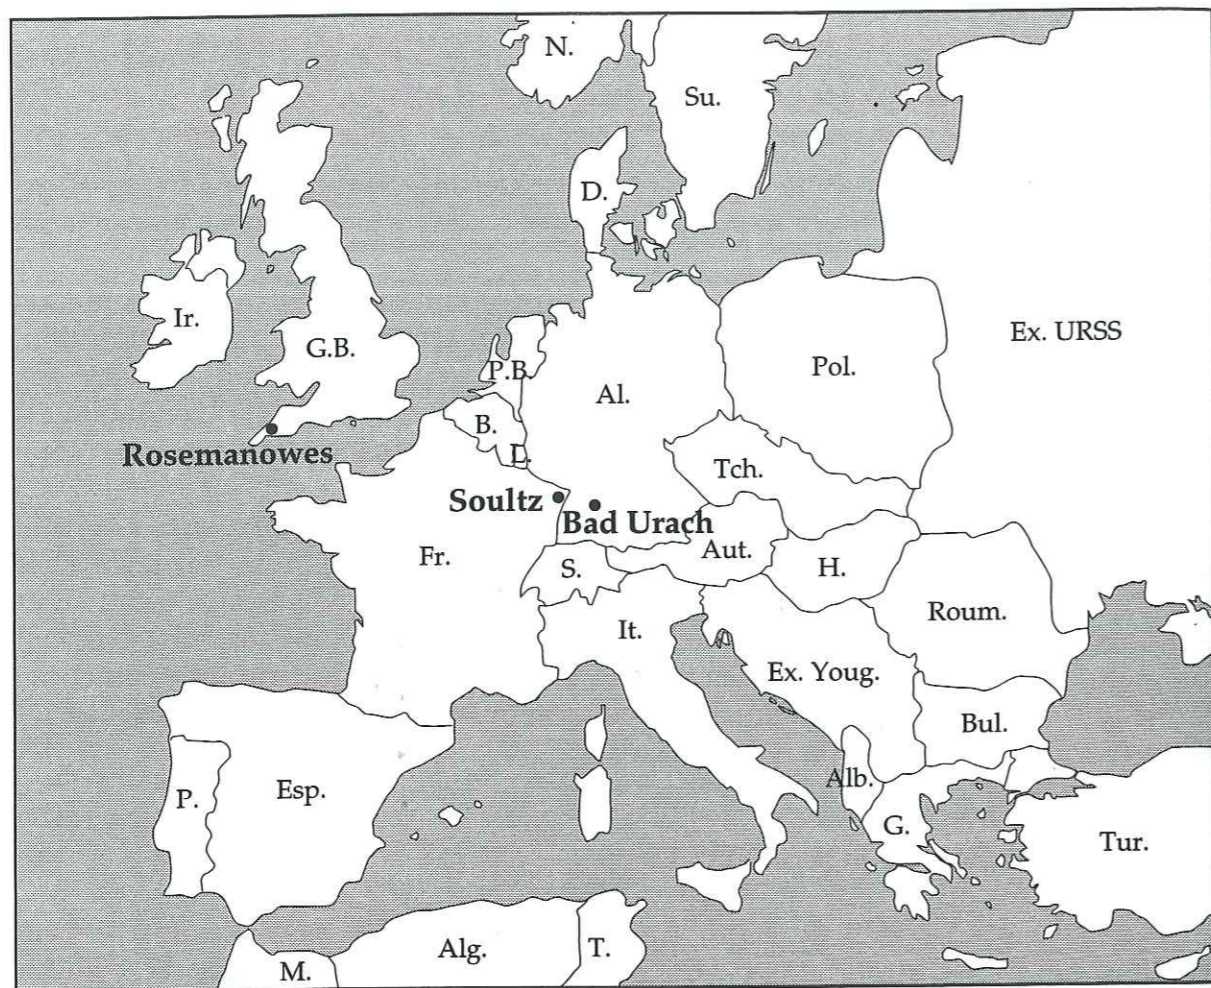 N.
Su.
D.
Ir.
G.B.
P.B.
Al.
Pol.
Ex. URSS
B.
L.
Rosemanowes
Tch.
Soultz
Bad Urach
Fr.
S.
Aut.
H.
Roum.
It.
Ex. Youg.
Bul.
P.
Esp.
Alb.
G.
Tur.
Alg.
T.
M.